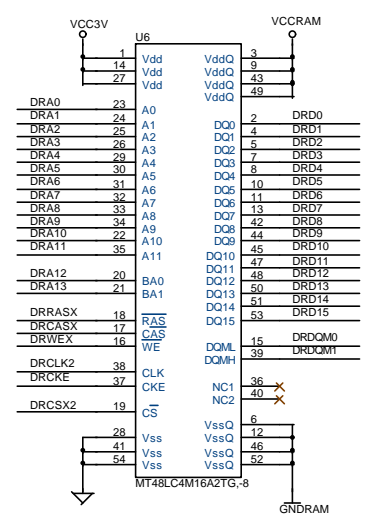 VCC3V VCCRAM
U6
1 Vdd VddQ 3
14 Vdd VddQ 9
27 Vdd VddQ 43
VddQ 49
DRA0 23 A0 DQ0 2 DRD0
DRA1 24 A1 DQ1 4 DRD1
DRA2 25 A2 DQ2 5 DRD2
DRA3 26 A3 DQ3 7 DRD3
DRA4 29 A4 DQ4 8 DRD4
DRA5 30 A5 DQ5 10 DRD5
DRA6 31 A6 DQ6 11 DRD6
DRA7 32 A7 DQ7 13 DRD7
DRA8 33 A8 DQ8 42 DRD8
DRA9 34 A9 DQ9 44 DRD9
DRA10 22 A10 DQ10 45 DRD10
DRA11 35 A11 DQ11 47 DRD11
DRA12 20 BA0 DQ12 48 DRD12
DRA13 21 BA1 DQ13 50 DRD13
DQ14 51 DRD14
DRRASX 18 RAS DQ15 53 DRD15
DRCASX 17 CAS
DRWEX 16 WE DQML 15 DRDQM0
DRCLK2 38 CLK DQMH 39 DRDQM1
DRCKE 37 CKE NC1 36
NC2 40
DRCSX2 19 CS
VssQ 6
28 Vss VssQ 12
41 Vss VssQ 46
54 Vss VssQ 52
MT48LC4M16A2TG,-8
GNDRAM